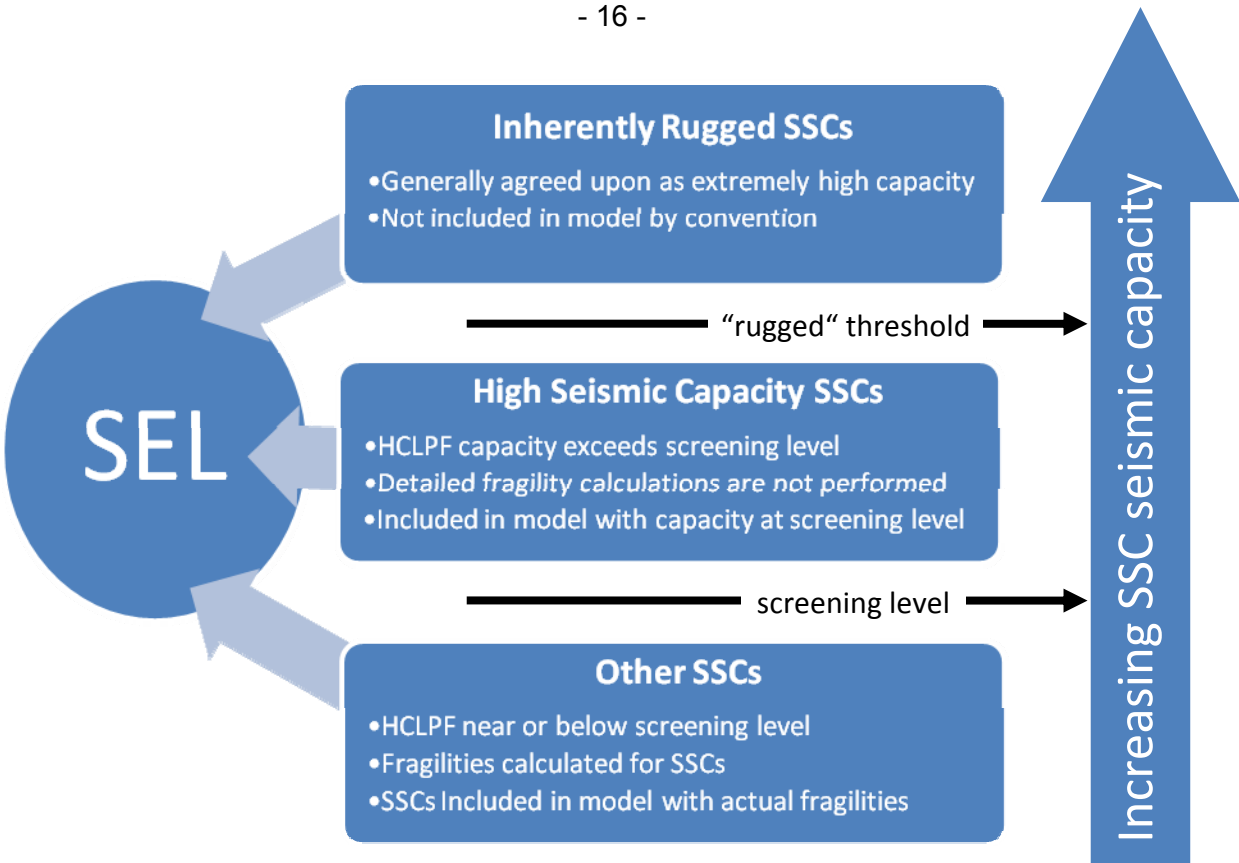 - 16 -
Inherently Rugged SSCs
•Generally agreed upon as extremely high capacity
•Not included in model by convention
“rugged“ threshold
SEL
High Seismic Capacity SSCs
•HCLPF capacity exceeds screening level
•Detailed fragility calculations are not performed
•Included in model with capacity at screening level
screening level
Other SSCs
•HCLPF near or below screening level
•Fragilities calculated for SSCs
•SSCs Included in model with actual fragilities
Increasing SSC seismic capacity